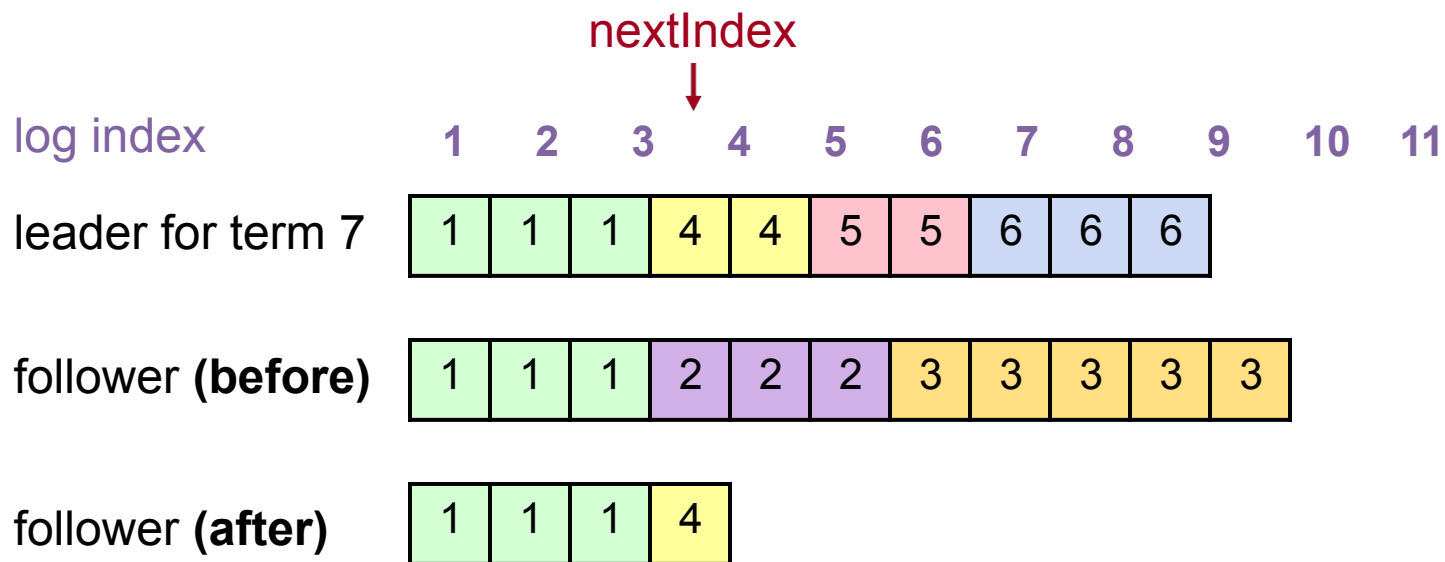 nextIndex
log index 1 2 3 4 5 6 7 8 9 10 11
leader for term 7 1 1 1 4 4 5 5 6 6 6
follower (before) 1 1 1 2 2 2 3 3 3 3 3
follower (after) 1 1 1 4